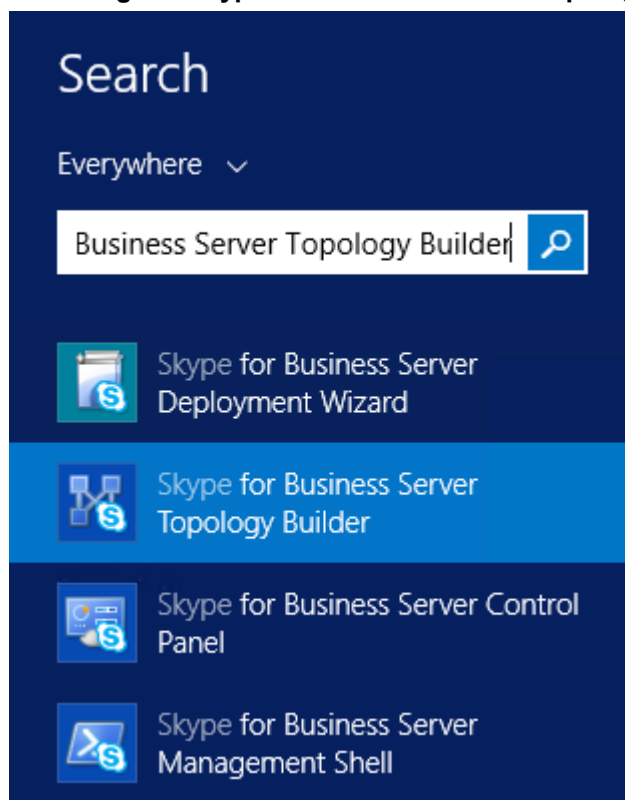 Search
Everywhere
Business Server Topology Builder
Skype for Business Server
Deployment Wizard
Skype for Business Server
Topology Builder
Skype for Business Server Control
Panel
Skype for Business Server
Management Shell